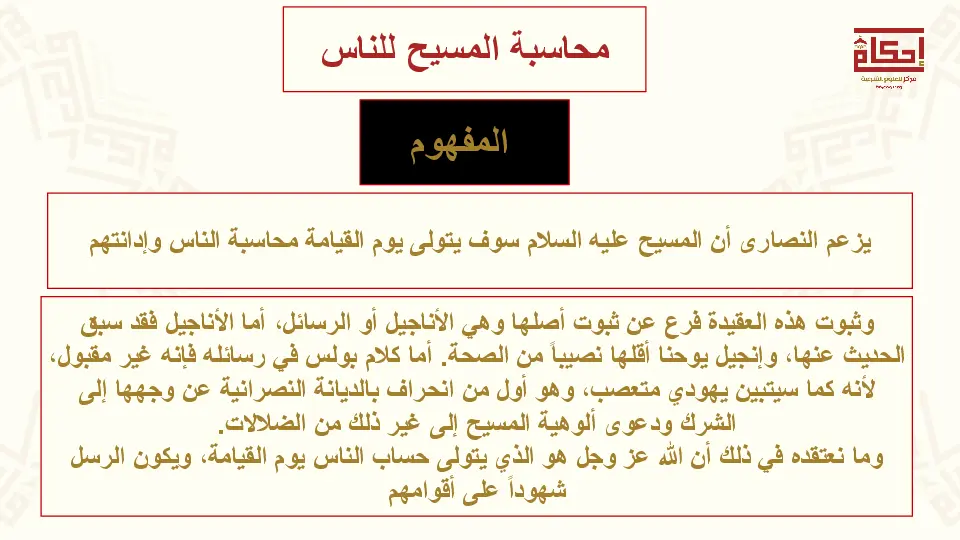 محاسبة المسيح للناس
إحكام
مركز للعلوم الشرعية
المفهوم
يزعم النصارى أن المسيح عليه السلام سوف يتولى يوم القيامة محاسبة الناس وإدانتهم
وثبوت هذه العقيدة فرع عن ثبوت أصلها وهي الأناجيل أو الرسائل، أما الأناجيل فقد سبق
الحديث عنها، وإنجيل يوحنا أقلها نصيباً من الصحة. أما كلام بولس في رسائله فإنه غير مقبول،
لأنه كما سيتبين يهودي متعصب، وهو أول من انحراف بالديانة النصرانية عن وجهها إلى
الشرك ودعوى ألوهية المسيح إلى غير ذلك من الضلالات.
وما نعتقده في ذلك أن الله عز وجل هو الذي يتولى حساب الناس يوم القيامة، ويكون الرسل
شهوداً على أقوامهم